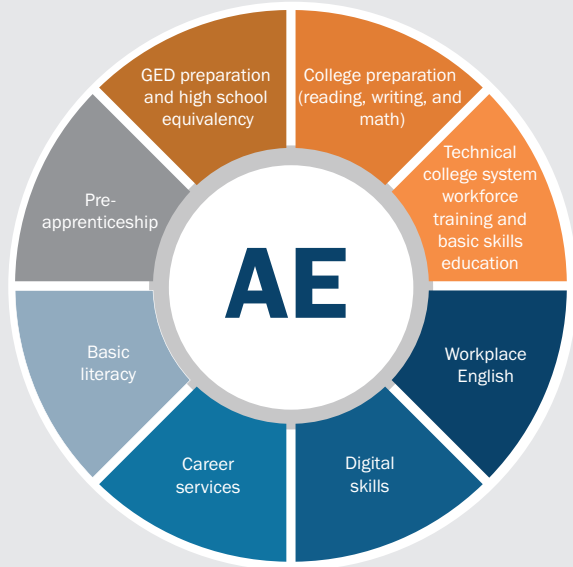 GED preparation
and high school
equivalency
College preparation
(reading, writing, and
math)
Technical
college system
workforce
training and
basic skills
education
Workplace
English
Digital
skills
Career
services
Basic
literacy
Pre-
apprenticeship
AE